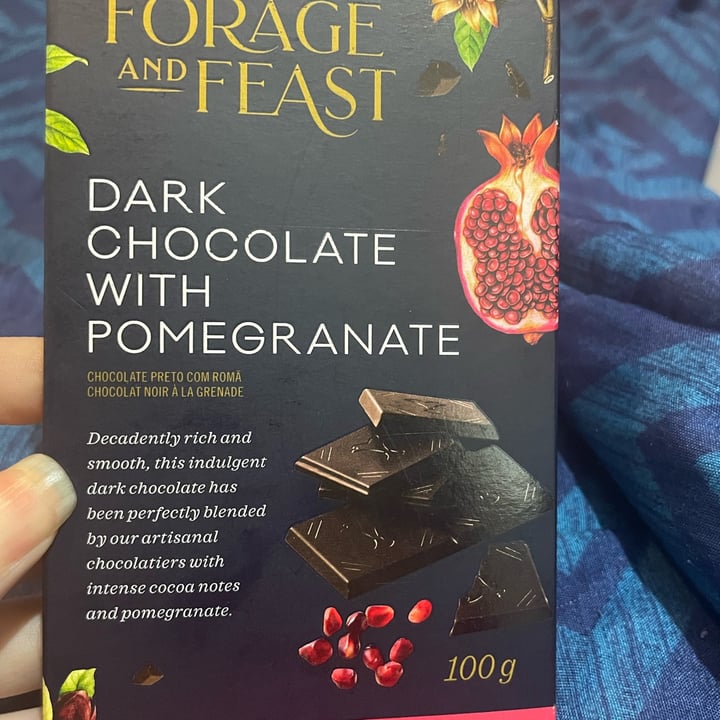 FORAGE
AND FEAST
DARK
CHOCOLATE
WITH
POMEGRANATE
CHOCOLATE PRETO COM ROMÃ
CHOCOLAT NOIR À LA GRENADE
Decadently rich and
smooth, this indulgent
dark chocolate has
been perfectly blended
by our artisanal
chocolatiers with
intense cocoa notes
and pomegranate.
100 g